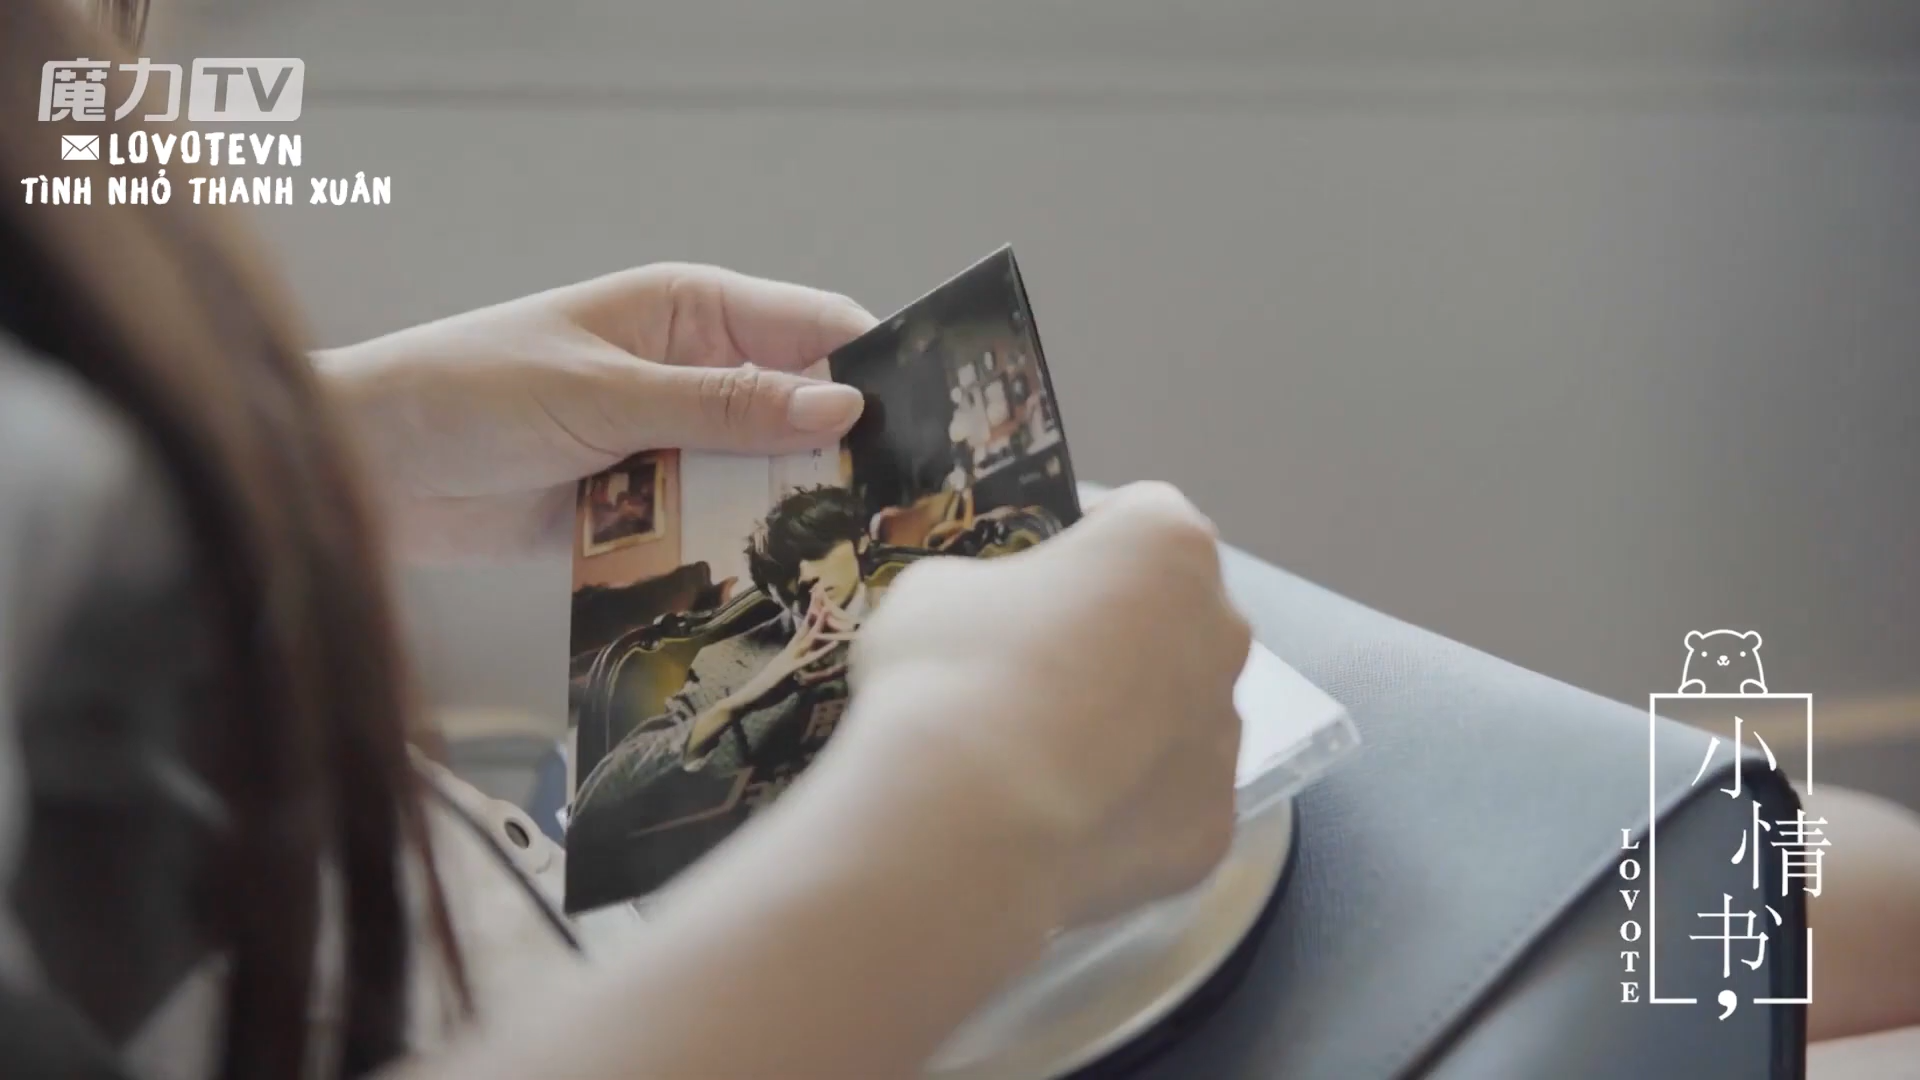 魔力TV
LOVOTEVN
TÌNH NHỎ THANH XUÂN
小情书,
LOVOTE